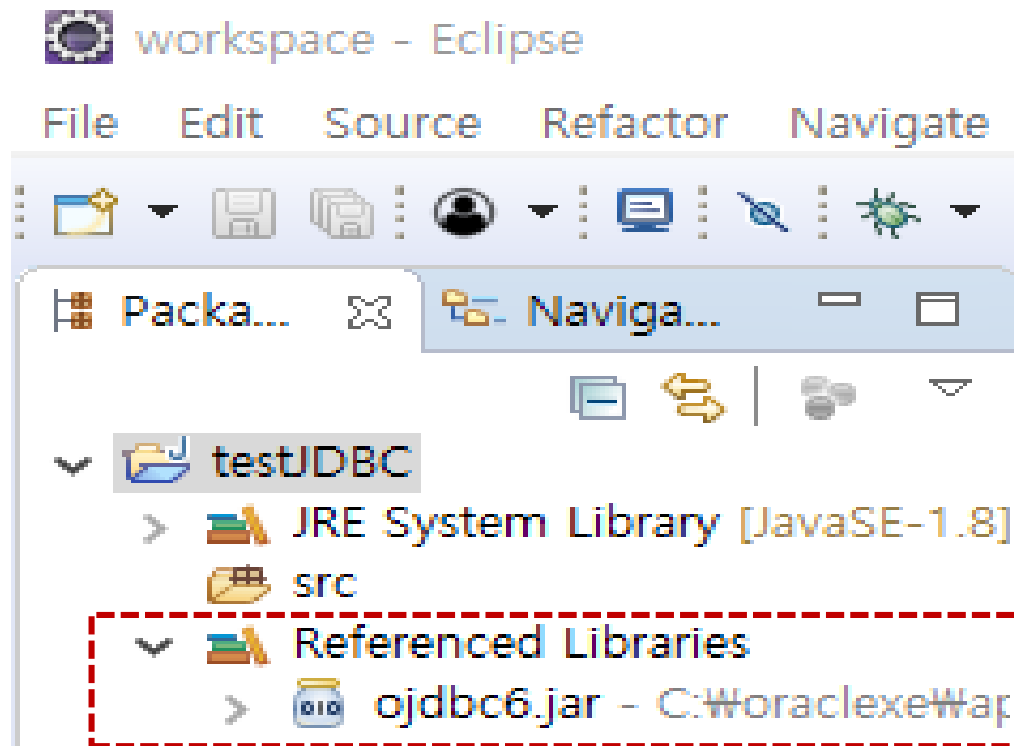 workspace - Eclipse
File Edit Source Refactor Navigate
Packa... Naviga...
testJDBC
JRE System Library [JavaSE-1.8]
src
Referenced Libraries
ojdbc6.jar - C:₩oraclexe₩ap